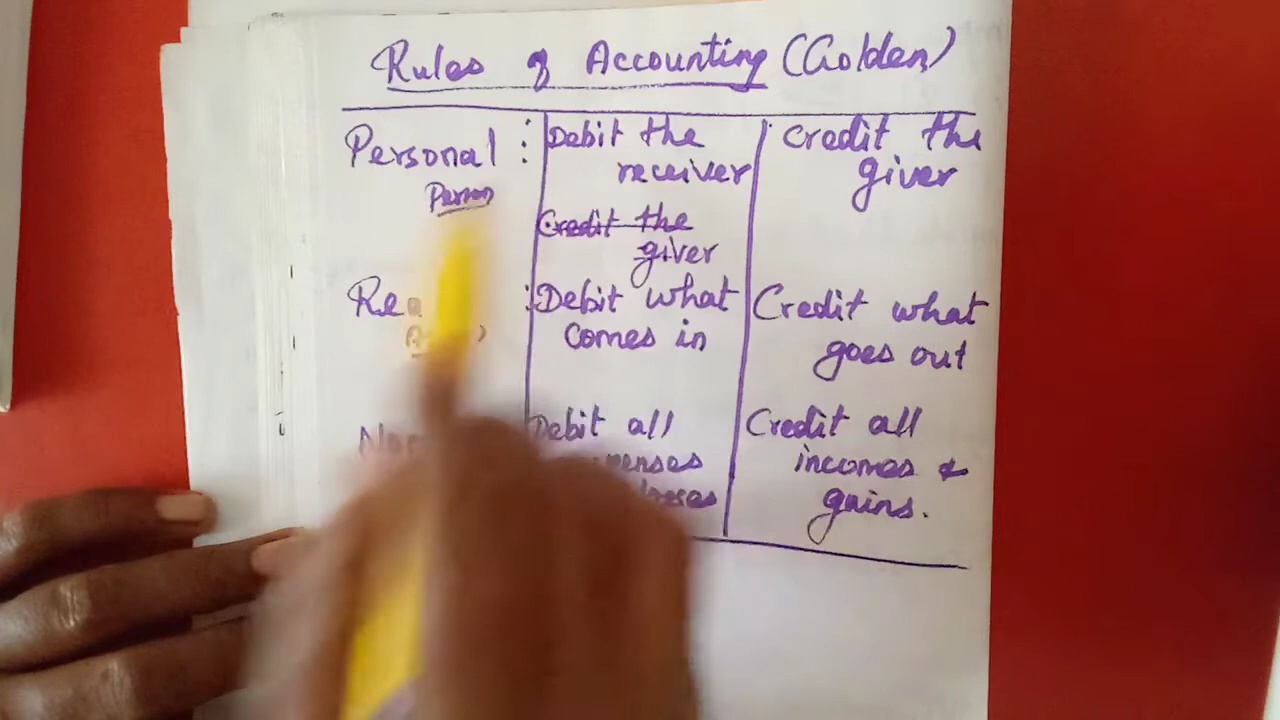 Rules of Accounting (Golden)
Personal : Debit the receiver Credit the giver
Person
Credit the giver
: Debit what comes in Credit what goes out
Debit all Credit all
incomes &
gains.